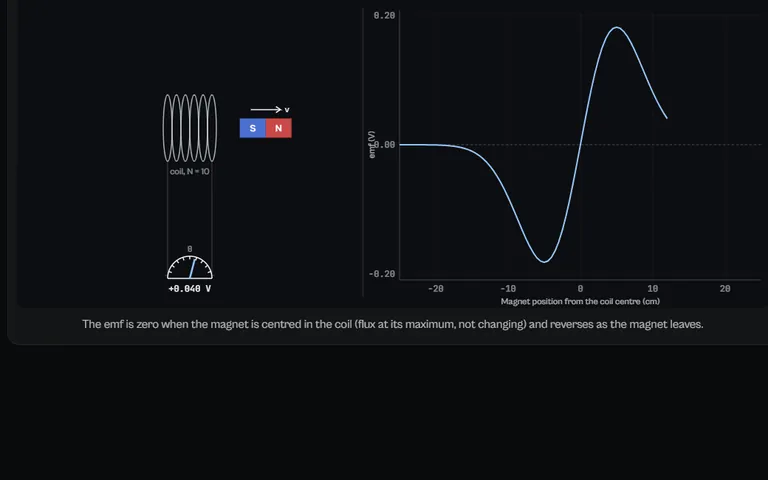 0.20
v
S N
coil, N = 10
emf (V)
0.00
0
+0.040 V
-0.20
-20 -10 0 10 20
Magnet position from the coil centre (cm)
The emf is zero when the magnet is centred in the coil (flux at its maximum, not changing) and reverses as the magnet leaves.